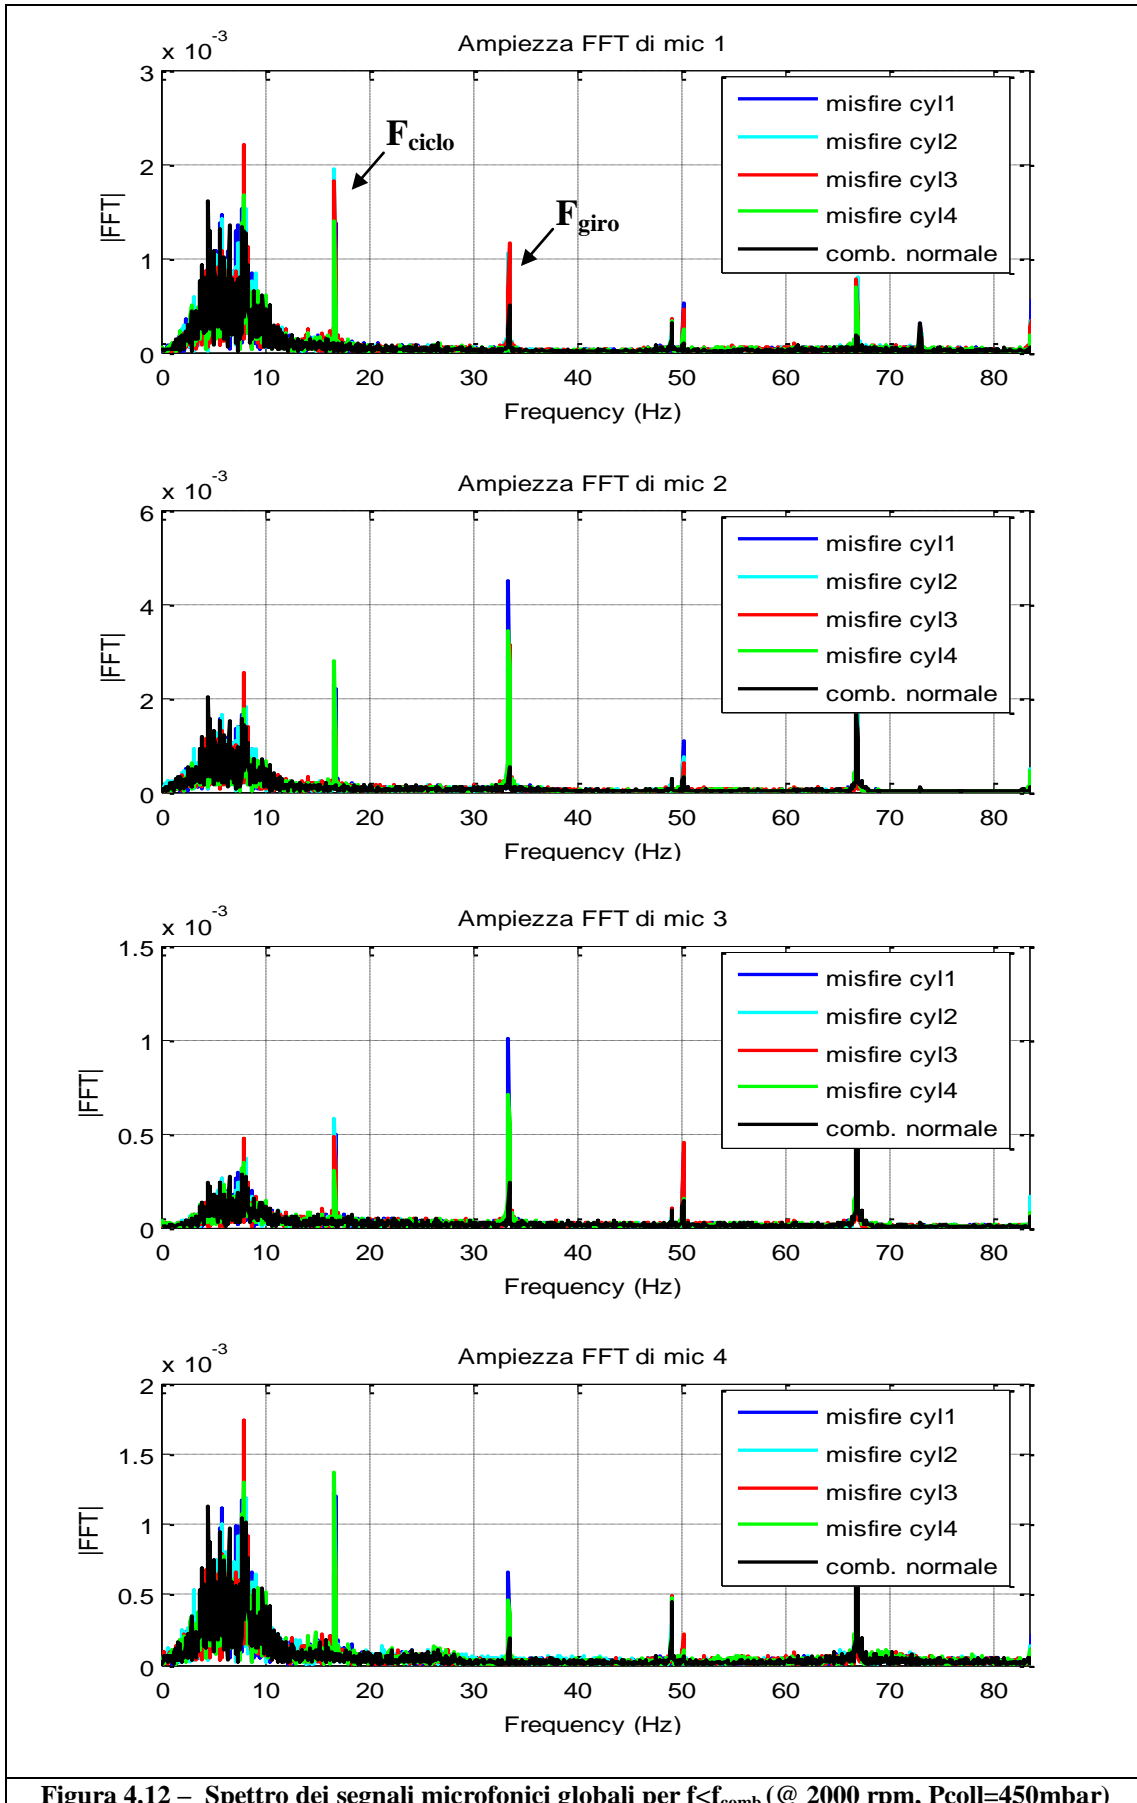 Ampiezza FFT di mic 1
x 10-3
3
2
1
0
|FFT|
Fciclo
Fgiro
misfire cyl1
misfire cyl2
misfire cyl3
misfire cyl4
comb. normale
0 10 20 30 40 50 60 70 80
Frequency (Hz)
Ampiezza FFT di mic 2
x 10-3
6
4
2
0
|FFT|
misfire cyl1
misfire cyl2
misfire cyl3
misfire cyl4
comb. normale
0 10 20 30 40 50 60 70 80
Frequency (Hz)
Ampiezza FFT di mic 3
x 10-3
1.5
1
0.5
0
|FFT|
misfire cyl1
misfire cyl2
misfire cyl3
misfire cyl4
comb. normale
0 10 20 30 40 50 60 70 80
Frequency (Hz)
Ampiezza FFT di mic 4
x 10-3
2
1.5
1
0.5
0
|FFT|
misfire cyl1
misfire cyl2
misfire cyl3
misfire cyl4
comb. normale
0 10 20 30 40 50 60 70 80
Frequency (Hz)
Figura 4.12 – Spettro dei segnali microfonici globali per f<fcomb (@ 2000 rpm, Pcoll=450mbar)